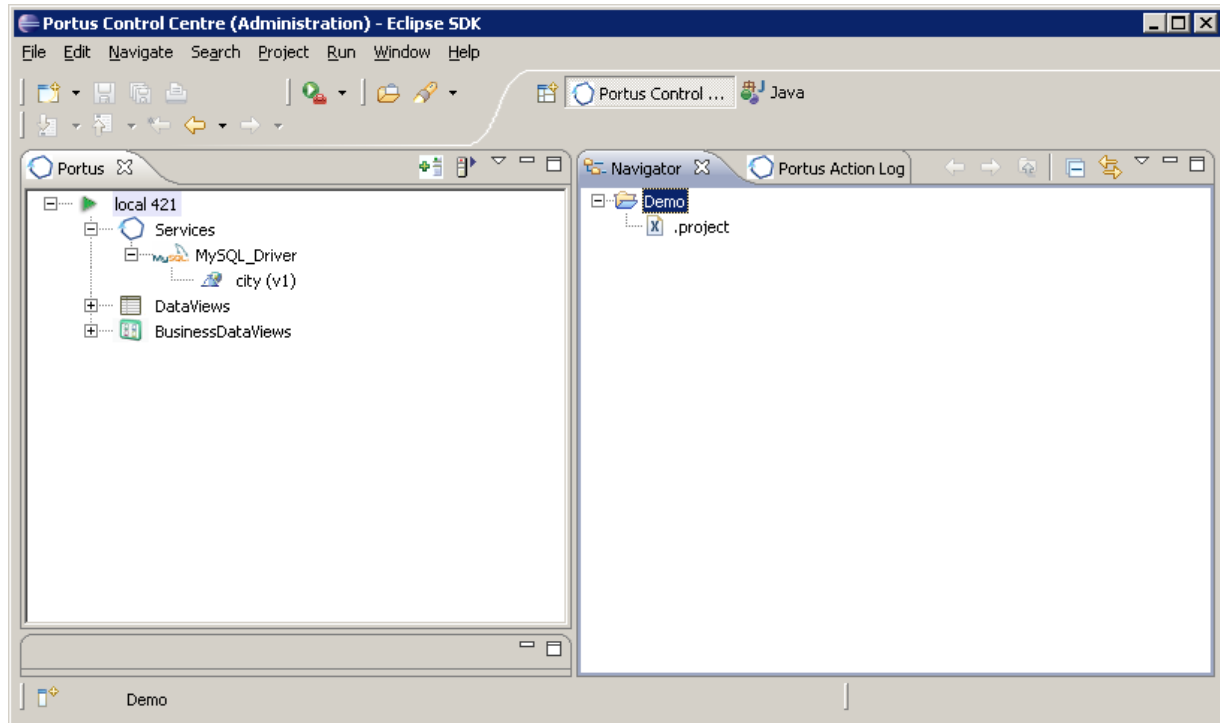 Portus Control Centre (Administration) - Eclipse SDK
File Edit Navigate Search Project Run Window Help
Portus Control ... Java
Portus
local 421
Services
MySQL MySQL_Driver
city (v1)
DataViews
BusinessDataViews
Navigator Portus Action Log
Demo
X .project
Demo